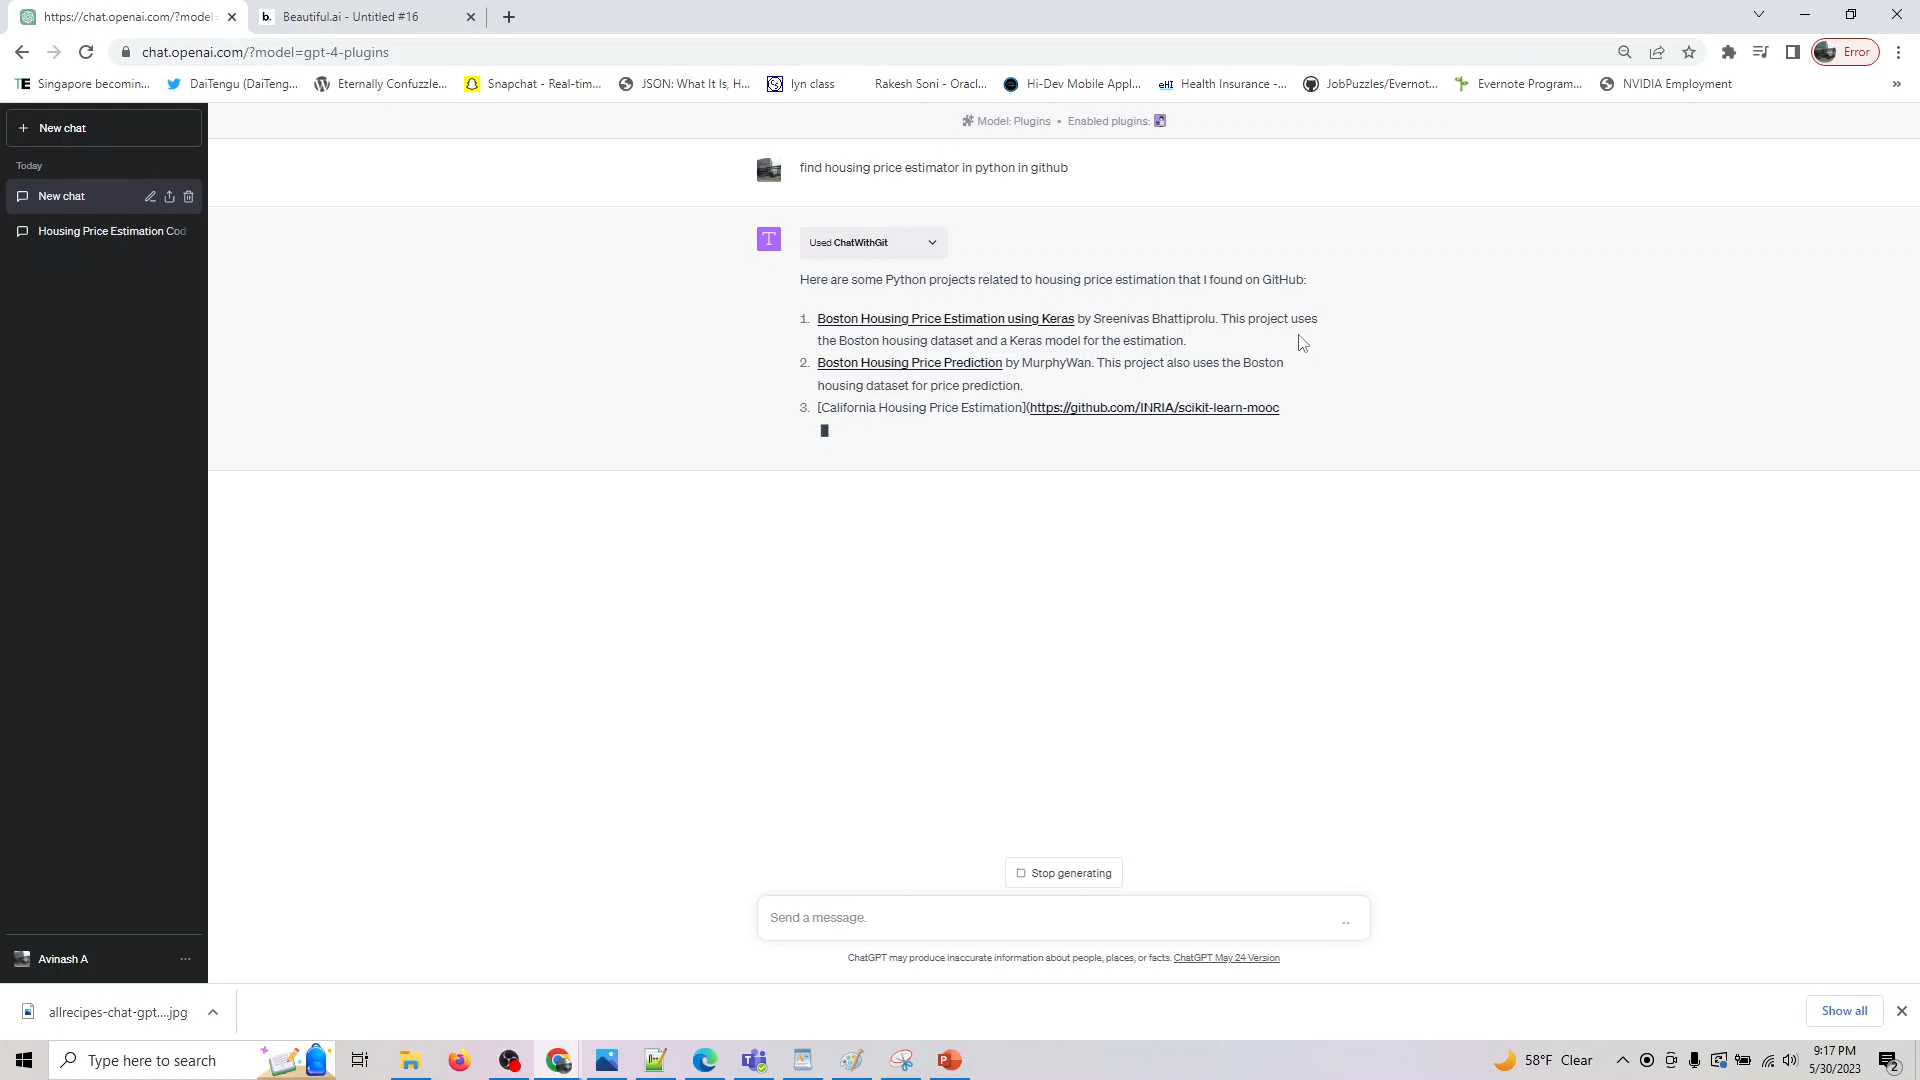 https://chat.openai.com/?model=
b. Beautiful.ai - Untitled #16
chat.openai.com/?model=gpt-4-plugins
Error
TE Singapore becomin...
DaiTengu (DaiTeng...
Eternally Confuzzle...
Snapchat - Real-tim...
JSON: What It Is, H...
lyn class
Rakesh Soni - Oracl...
Hi-Dev Mobile Appl...
eHI Health Insurance -...
JobPuzzles/Evernot...
Evernote Program...
NVIDIA Employment
New chat
Model: Plugins • Enabled plugins:
Today
find housing price estimator in python in github
New chat
Housing Price Estimation Cod
T
Used ChatWithGit
Here are some Python projects related to housing price estimation that I found on GitHub:
1. Boston Housing Price Estimation using Keras by Sreenivas Bhattiprolu. This project uses
the Boston housing dataset and a Keras model for the estimation.
2. Boston Housing Price Prediction by MurphyWan. This project also uses the Boston
housing dataset for price prediction.
3. [California Housing Price Estimation](https://github.com/INRIA/scikit-learn-mooc
Stop generating
Send a message.
ChatGPT may produce inaccurate information about people, places, or facts. ChatGPT May 24 Version
Avinash A
allrecipes-chat-gpt....jpg
Show all
Type here to search
58°F Clear
9:17 PM
5/30/2023
2